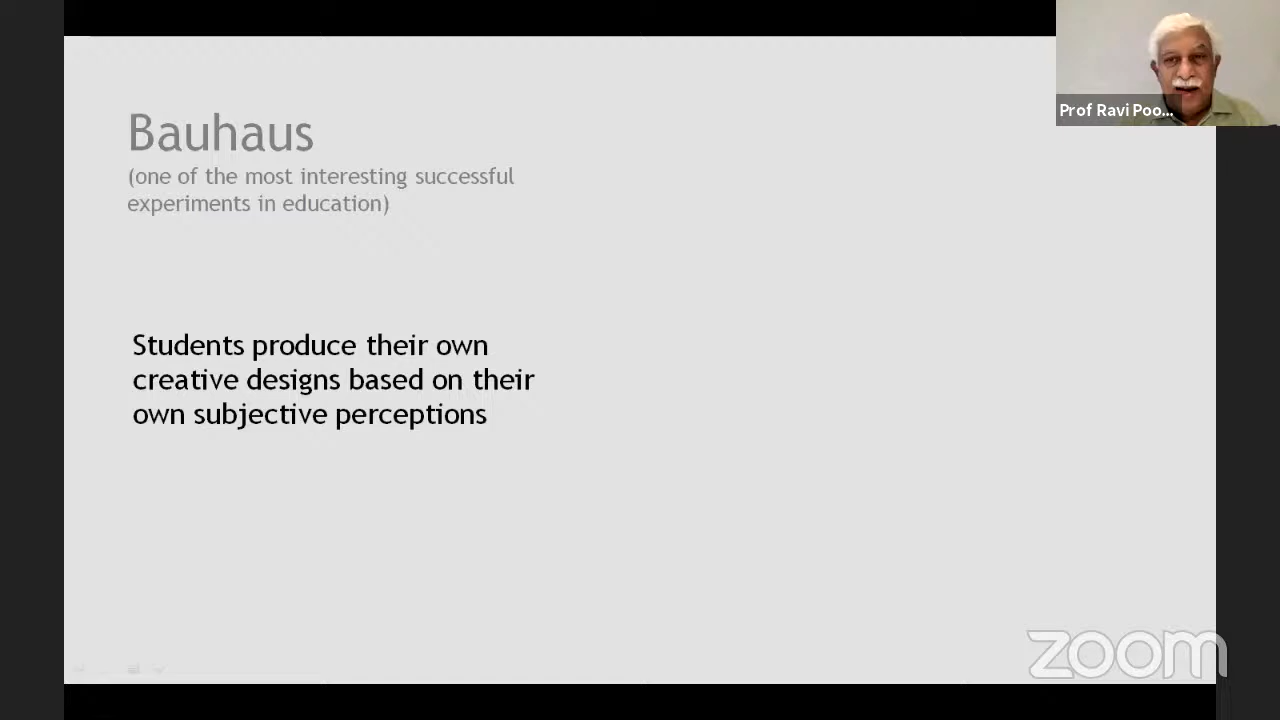 Bauhaus
(one of the most interesting successful
experiments in education)
Students produce their own
creative designs based on their
own subjective perceptions
Prof Ravi Poo...
zoom